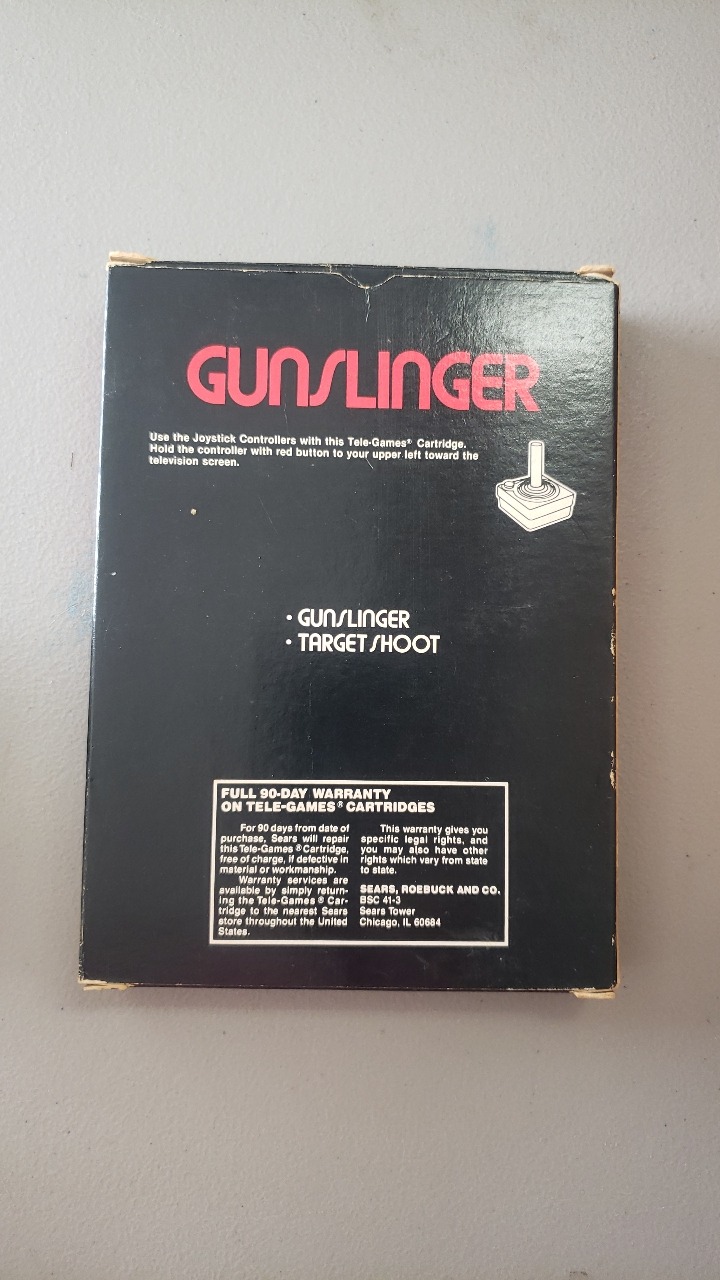 GUNSLINGER
Use the Joystick Controllers with this Tele-Games® Cartridge.
Hold the controller with red button to your upper left toward the
television screen.
• GUNSLINGER
• TARGET SHOOT
FULL 90-DAY WARRANTY
ON TELE-GAMES® CARTRIDGES
For 90 days from date of
purchase, Sears will repair
this Tele-Games® Cartridge,
free of charge, if defective in
material or workmanship.
Warranty services are
available by simply return-
ing the Tele-Games® Car-
tridge to the nearest Sears
store throughout the United
States.
This warranty gives you
specific legal rights, and
you may also have other
rights which vary from state
to state.
SEARS, ROEBUCK AND CO.
BSC 41-3
Sears Tower
Chicago, IL 60684